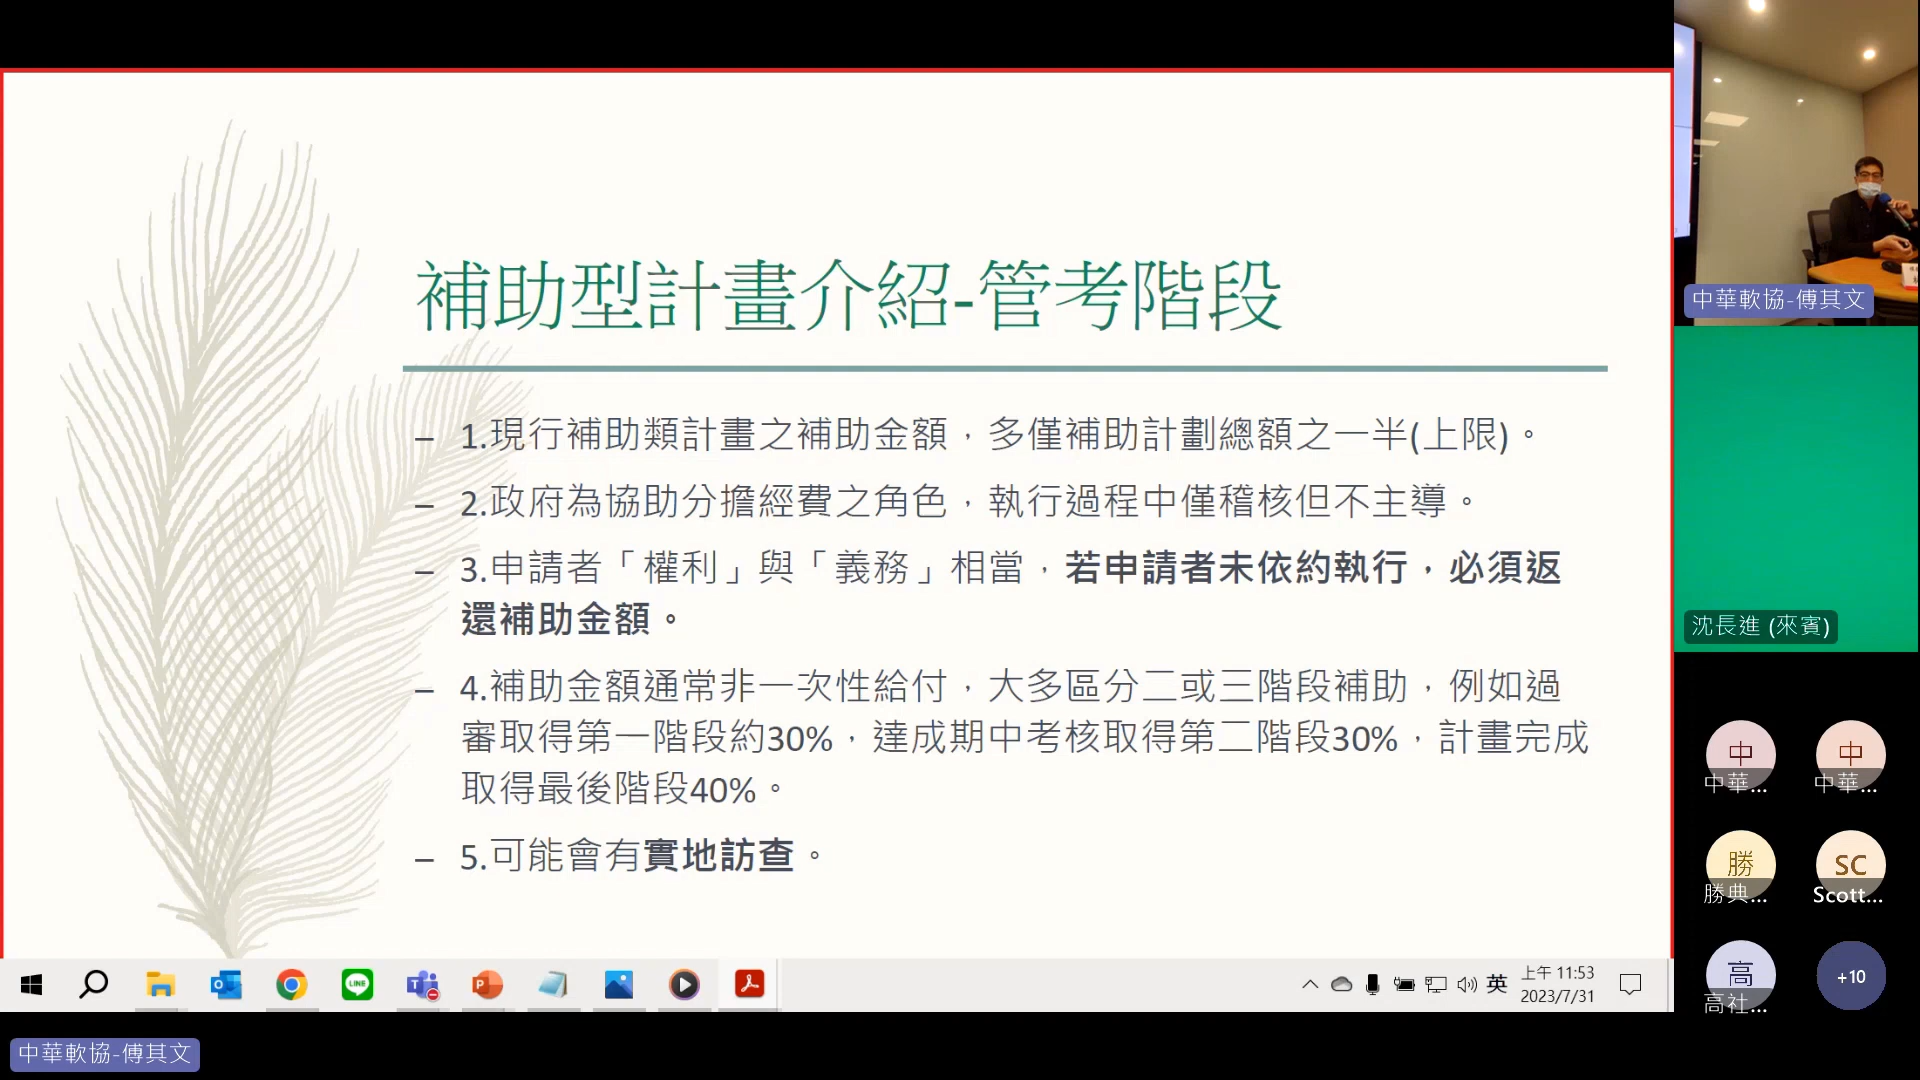 補助型計畫介紹-管考階段
– 1.現行補助類計畫之補助金額，多僅補助計劃總額之一半(上限)。
– 2.政府為協助分擔經費之角色，執行過程中僅稽核但不主導。
– 3.申請者「權利」與「義務」相當，若申請者未依約執行，必須返
還補助金額。
– 4.補助金額通常非一次性給付，大多區分二或三階段補助，例如過
審取得第一階段約30%，達成期中考核取得第二階段30%，計畫完成
取得最後階段40%。
– 5.可能會有實地訪查。
英
上午 11:53
2023/7/31
中華軟協-傅其文
中華軟協-傅其文
沈長進 (來賓)
中
中華...
中
中華...
勝
勝典...
SC
Scott...
高
高社...
+10
LINE